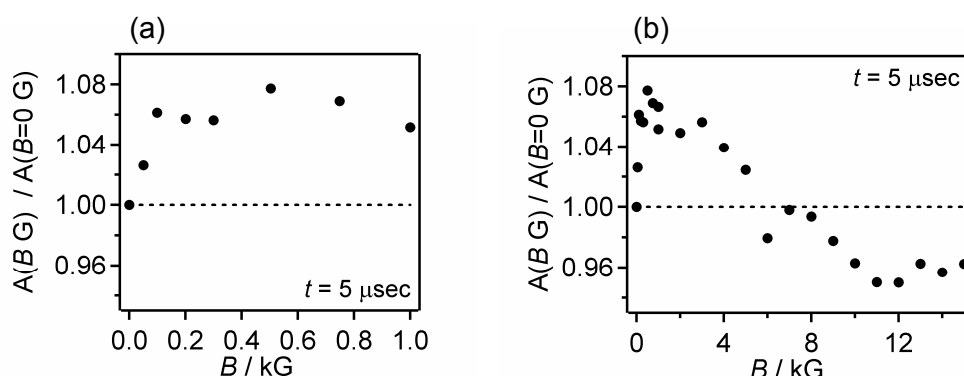 (a)
A(B G) / A(B=0 G)
1.08
1.04
1.00
0.96
t = 5 μsec
0.0 0.2 0.4 0.6 0.8 1.0
B / kG
(b)
A(B G) / A(B=0 G)
1.08
1.04
1.00
0.96
t = 5 μsec
0 4 8 12
B / kG